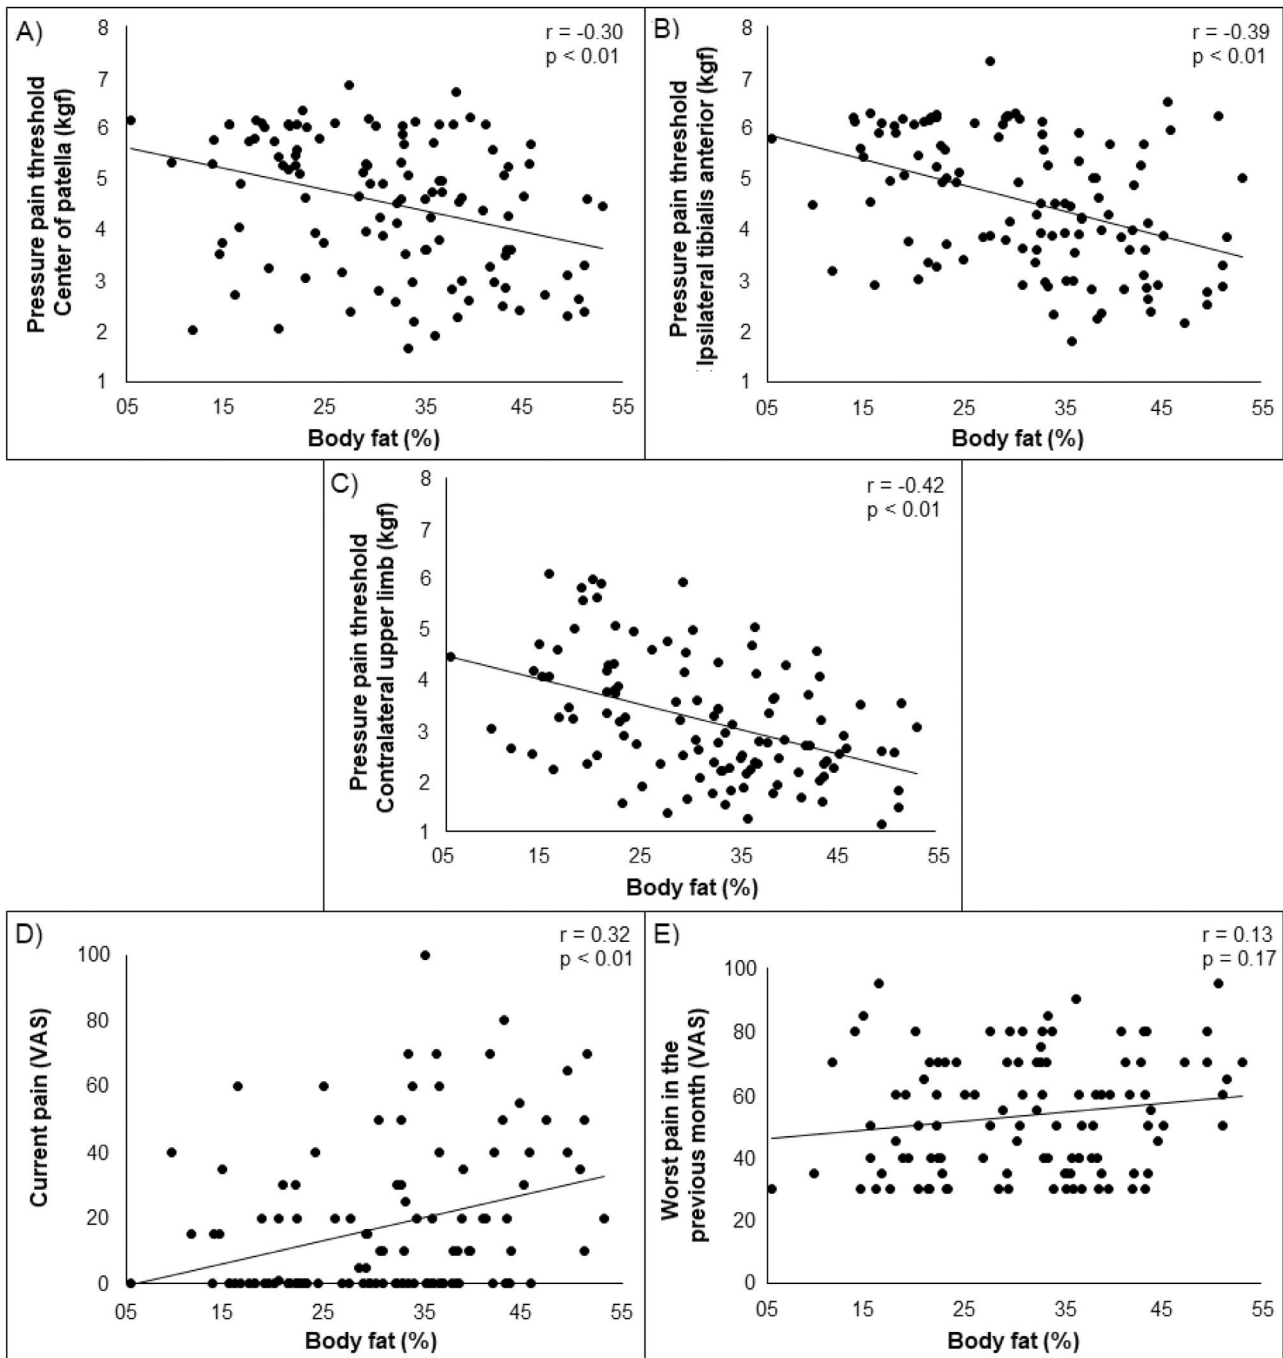 A)
r = -0.30
p < 0.01
Pressure pain threshold
Center of patella (kgf)
8
7
6
5
4
3
2
1
05 15 25 35 45 55
Body fat (%)
B)
r = -0.39
p < 0.01
Pressure pain threshold
Ipsilateral tibialis anterior (kgf)
8
7
6
5
4
3
2
1
05 15 25 35 45 55
Body fat (%)
C)
r = -0.42
p < 0.01
Pressure pain threshold
Contralateral upper limb (kgf)
8
7
6
5
4
3
2
1
05 15 25 35 45 55
Body fat (%)
D)
r = 0.32
p < 0.01
Current pain (VAS)
100
80
60
40
20
0
05 15 25 35 45 55
Body fat (%)
E)
r = 0.13
p = 0.17
Worst pain in the
previous month (VAS)
100
80
60
40
20
0
05 15 25 35 45 55
Body fat (%)